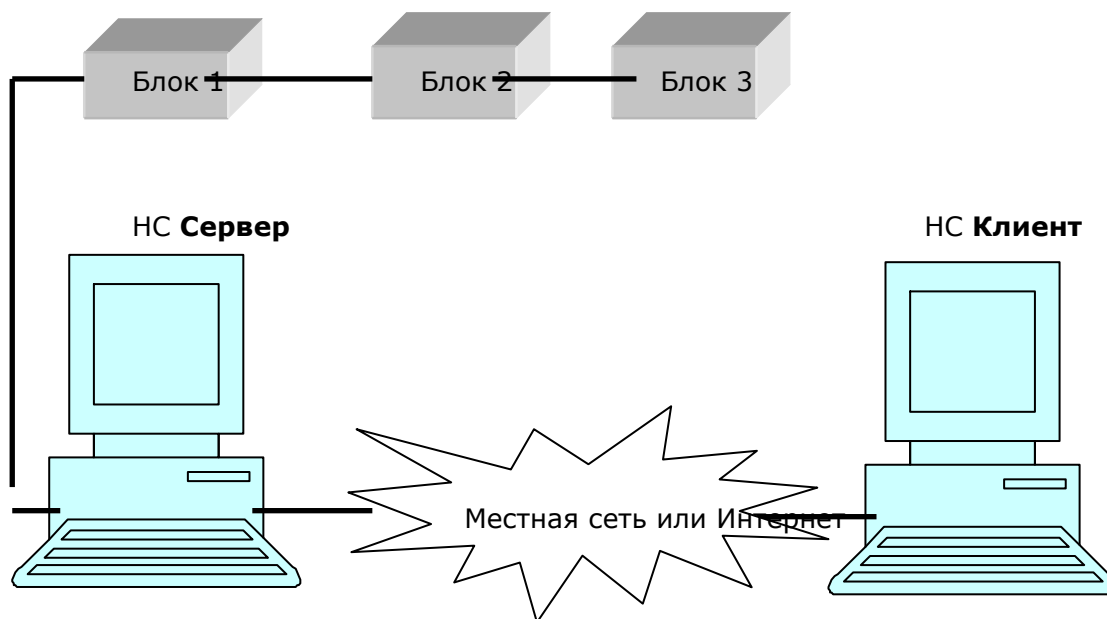 Блок 1
Блок 2
Блок 3
НС Сервер
НС Клиент
Местная сеть или Интернет